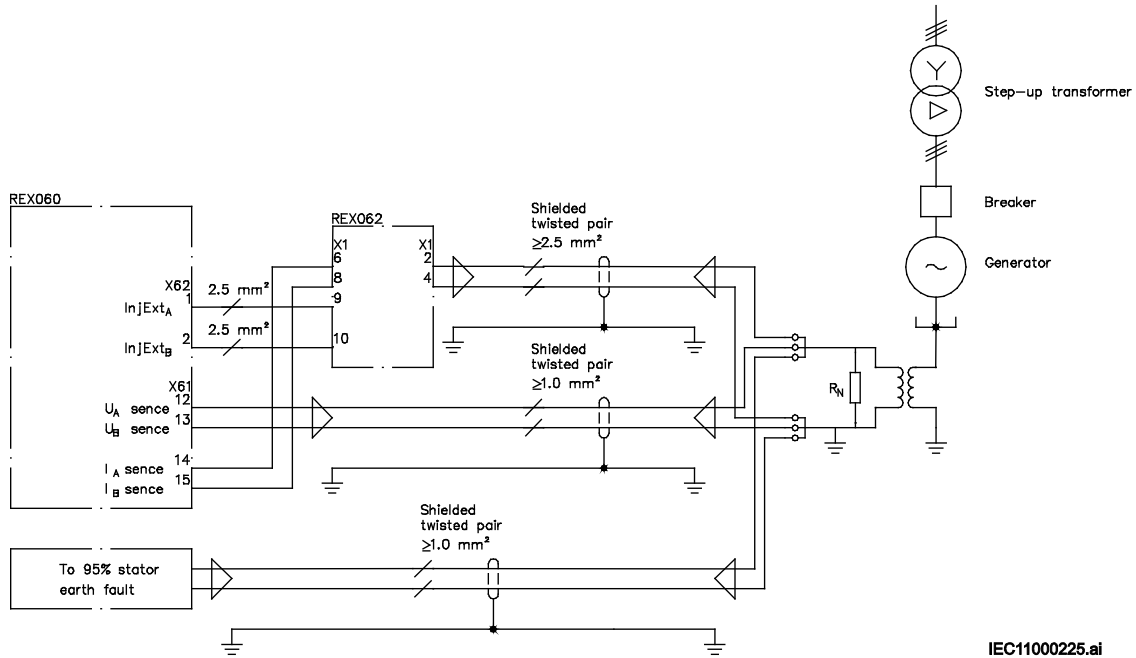 Step-up transformer
Breaker
Generator
REX060
REX062
Shielded
twisted pair
≥2.5 mm²
X1
6
8
9
10
X1
2
4
X62
1
InjExtA
2.5 mm²
2
InjExtB
2.5 mm²
Shielded
twisted pair
≥1.0 mm²
X61
12
UA sence
13
UB sence
14
IA sence
15
IB sence
RN
Shielded
twisted pair
≥1.0 mm²
To 95% stator
earth fault
IEC11000225.ai